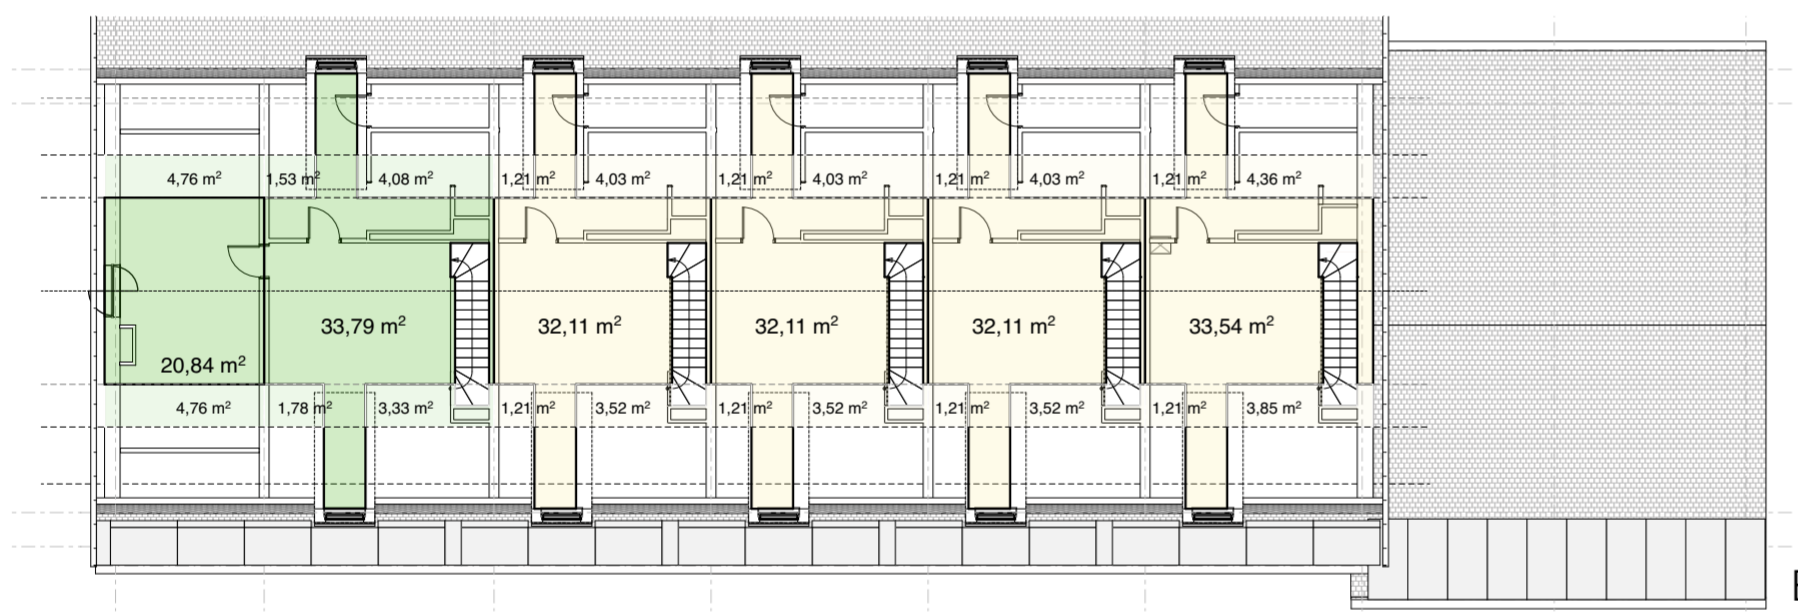 4,76 m²
1,53 m²
4,08 m²
1,21 m²
4,03 m²
1,21 m²
4,03 m²
1,21 m²
4,03 m²
1,21 m²
4,36 m²
33,79 m²
32,11 m²
32,11 m²
32,11 m²
33,54 m²
20,84 m²
4,76 m²
1,78 m²
3,33 m²
1,21 m²
3,52 m²
1,21 m²
3,52 m²
1,21 m²
3,52 m²
1,21 m²
3,85 m²